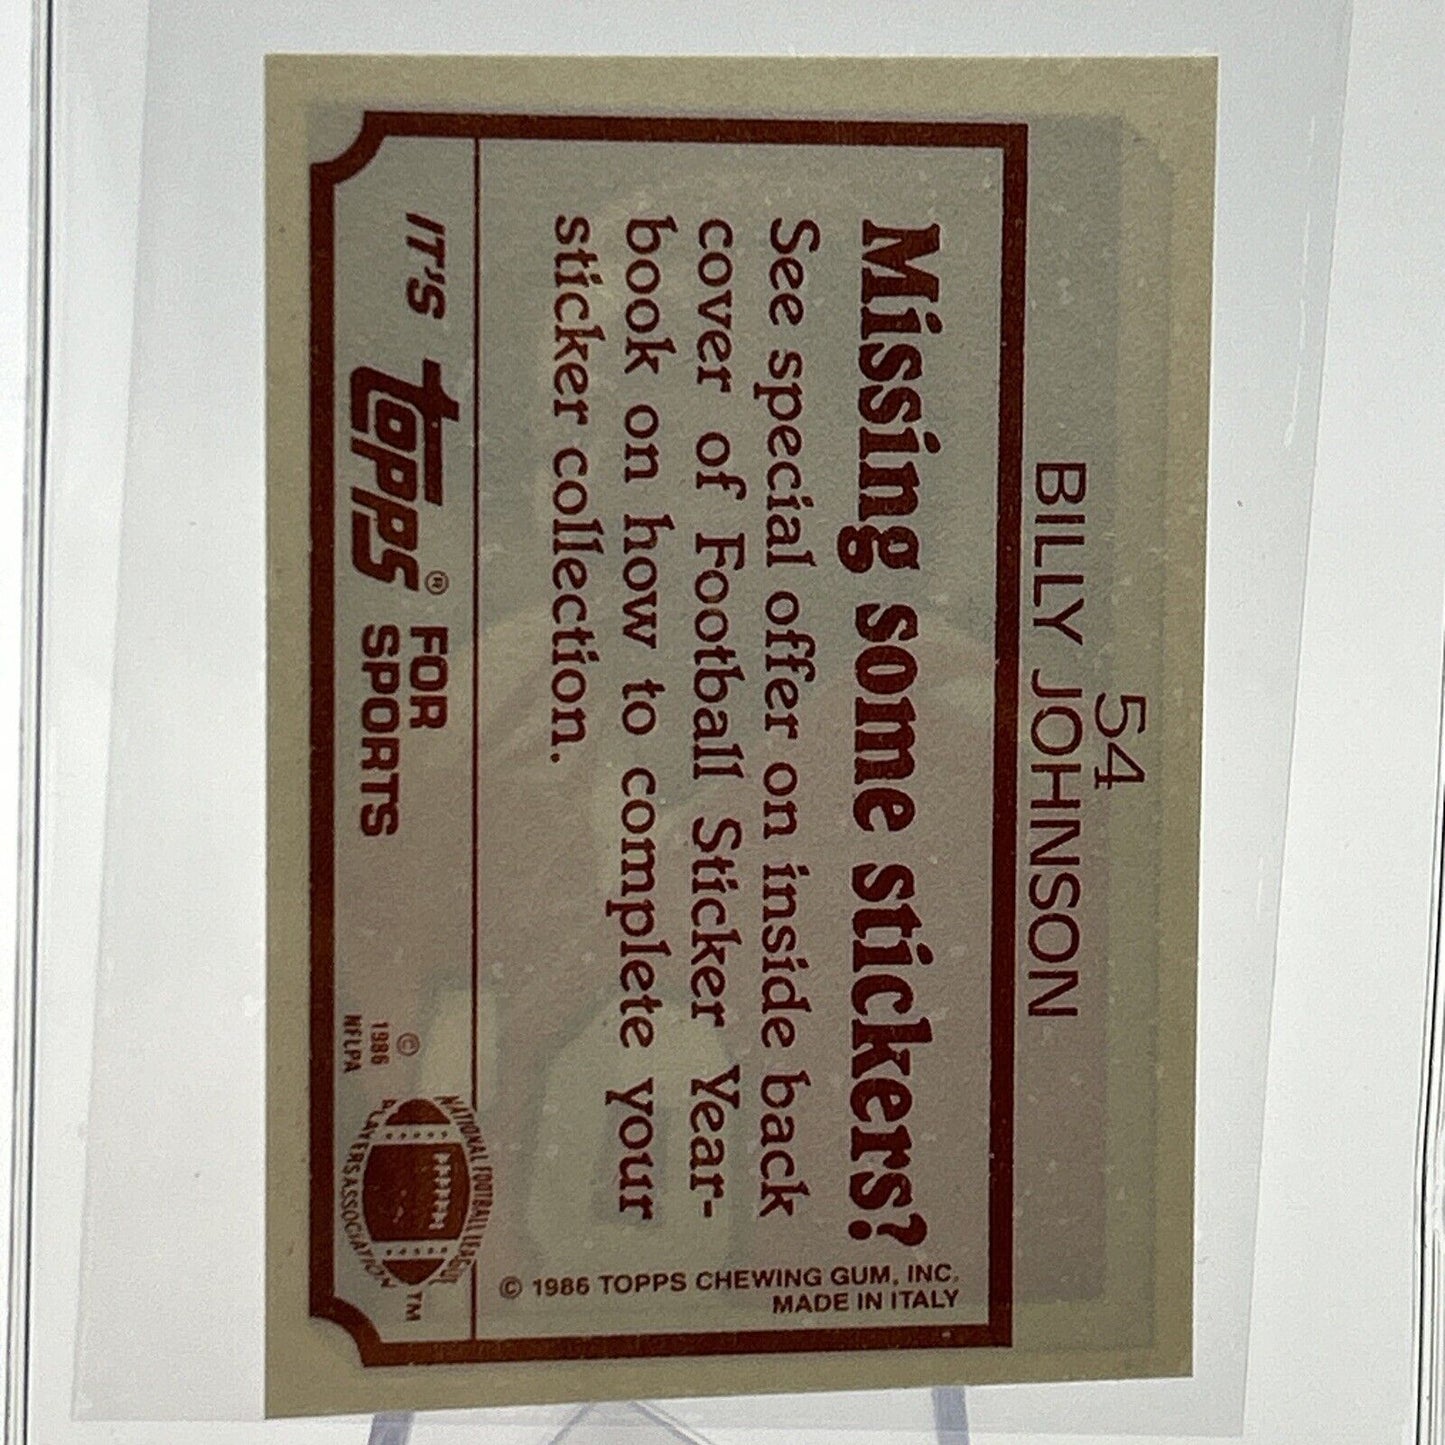 54
BILLY JOHNSON
Missing some stickers?
See special offer on inside back
cover of Football Sticker Year-
book on how to complete your
sticker collection.
© 1986 TOPPS CHEWING GUM, INC.
MADE IN ITALY
IT'S topps® FOR
SPORTS
©
1986
NFLPA
NATIONAL FOOTBALL LEAGUE
PLAYERS ASSOCIATION
TM